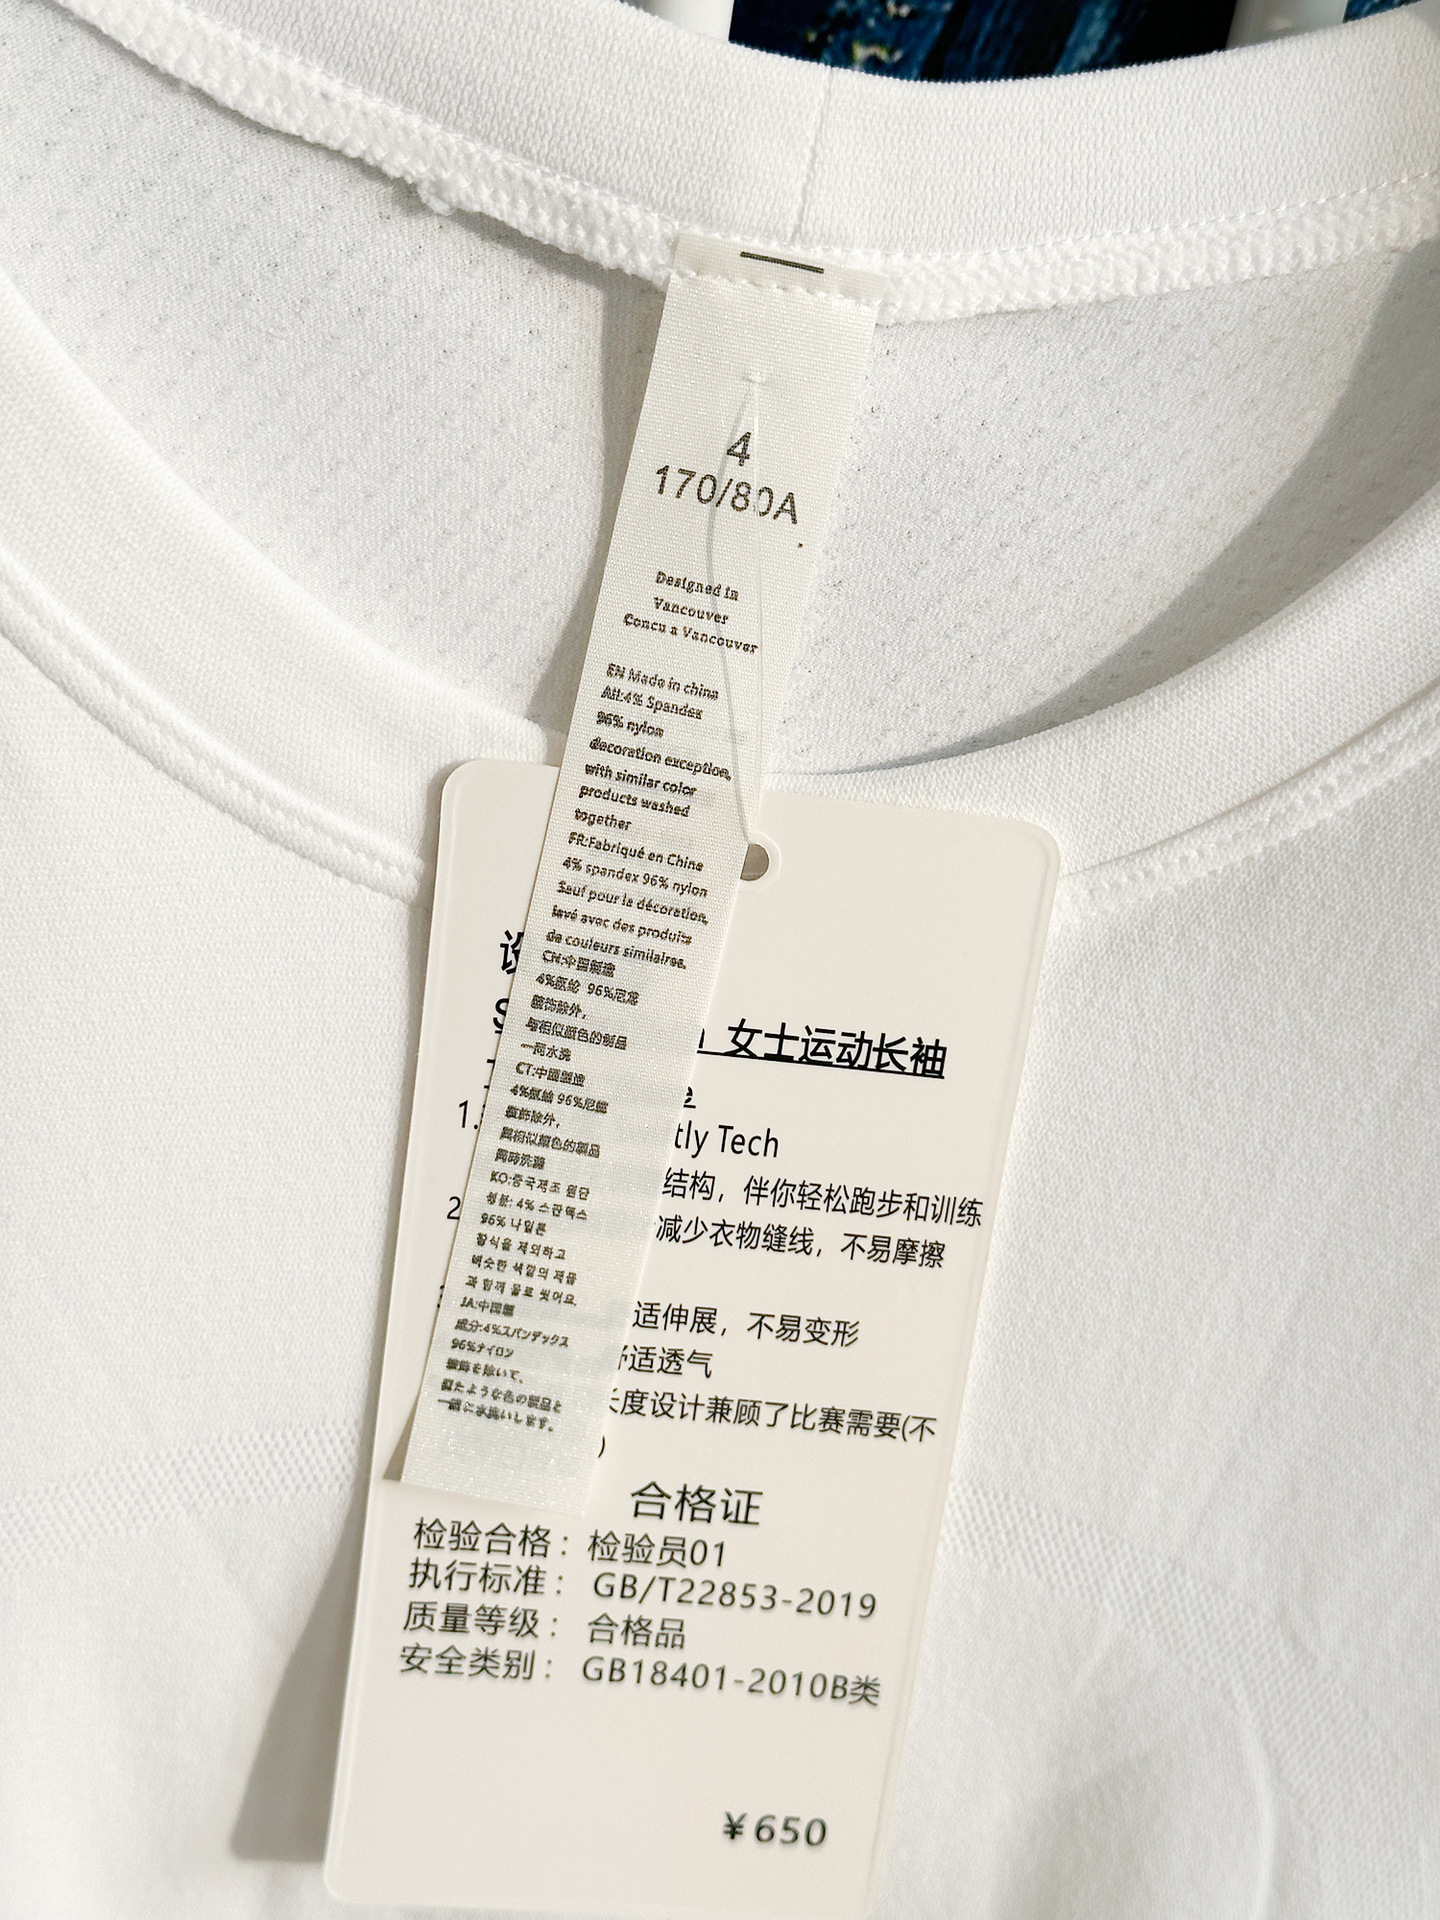 4
170/80A
Designed in
Vancouver
Concu a Vancouver
EN Made in china
All:4% Spandex
96% nylon
decoration exception,
with similar color
products washed
together
FR:Fabriqué en Chine
4% spandex 96% nylon
Sauf pour la décoration,
lavé avec des produits
de couleurs similaires.
CN:中国制造
4%氨纶 96%尼龙
装饰除外,
与相似颜色的制品
一同水洗
CT:中國製造
4%氨綸 96%尼龍
裝飾除外,
與相似顏色的製品
同時洗滌
KO:중국제조 원단
성분: 4% 스판덱스
96% 나일론
장식을 제외하고
비슷한 색깔의 제품
과 함께 물로 씻어요.
JA:中国製
成分:4%スパンデックス
96%ナイロン
装飾を除いて、
似たような色の製品と
一緒に水洗いします。
设
女士运动长袖
1.
tly Tech
结构，伴你轻松跑步和训练
2
减少衣物缝线，不易摩擦
适伸展，不易变形
舒适透气
长度设计兼顾了比赛需要(不
)
合格证
检验合格：检验员01
执行标准： GB/T22853-2019
质量等级： 合格品
安全类别： GB18401-2010B类
￥650